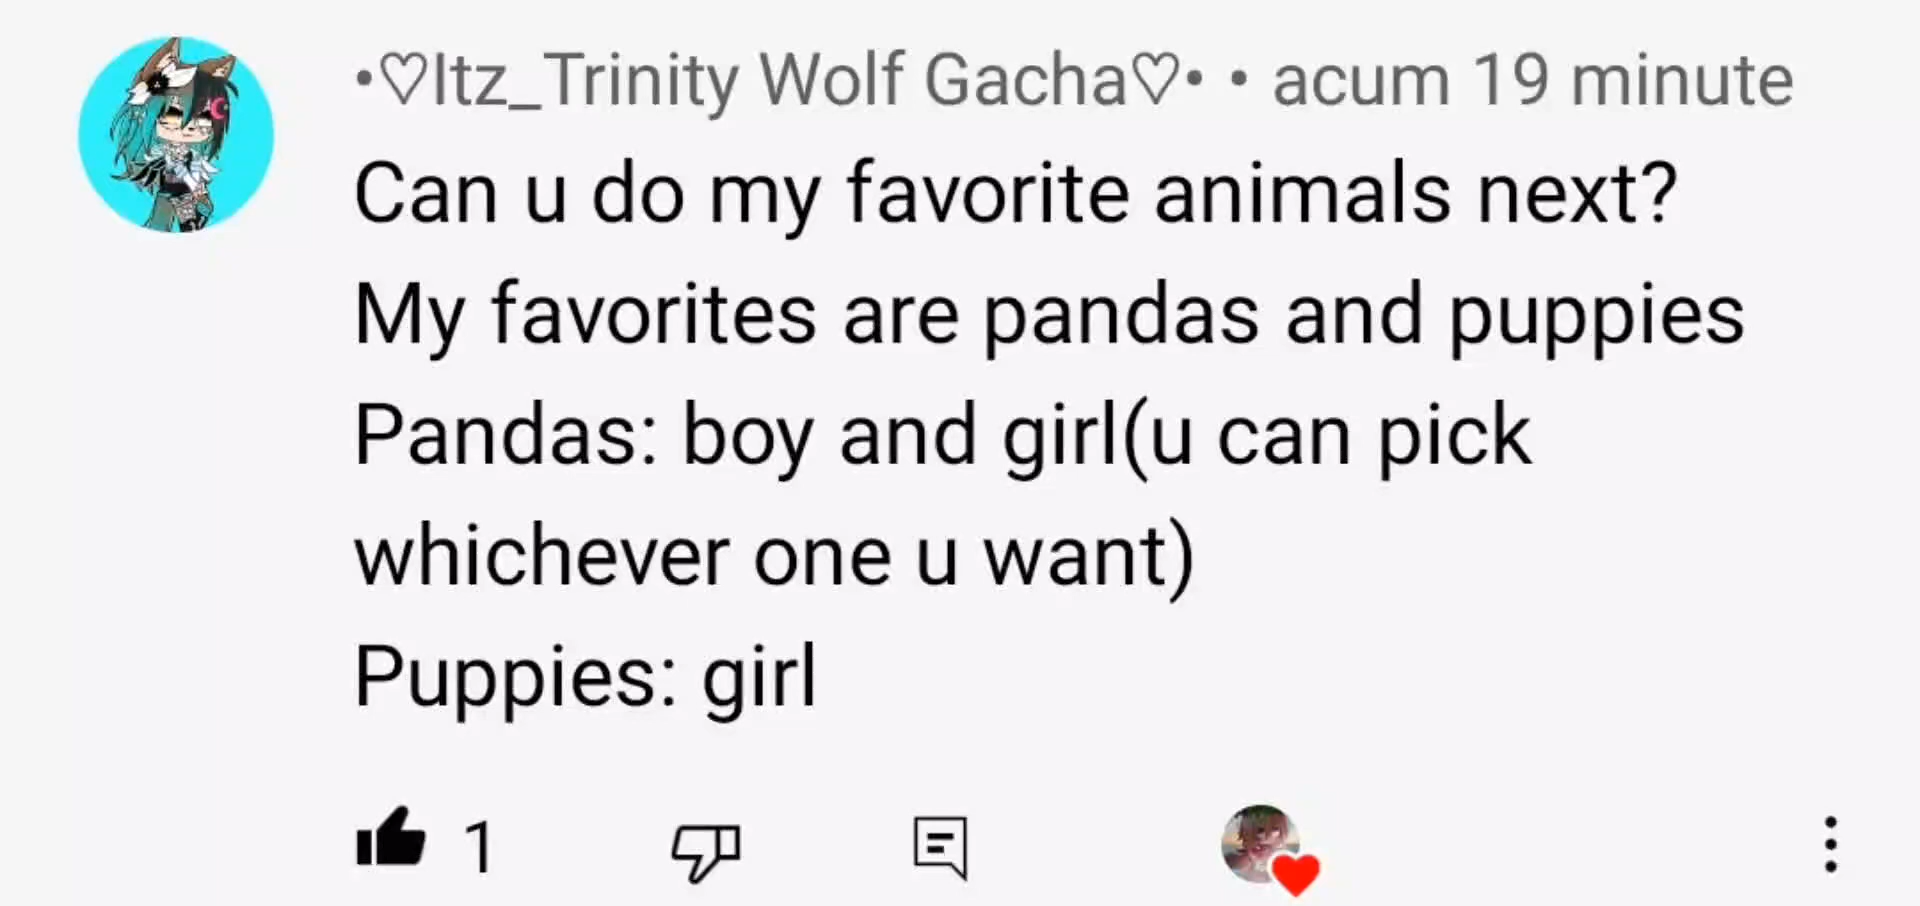 •♡Itz_Trinity Wolf Gacha♡• • acum 19 minute
Can u do my favorite animals next?
My favorites are pandas and puppies
Pandas: boy and girl(u can pick
whichever one u want)
Puppies: girl
1